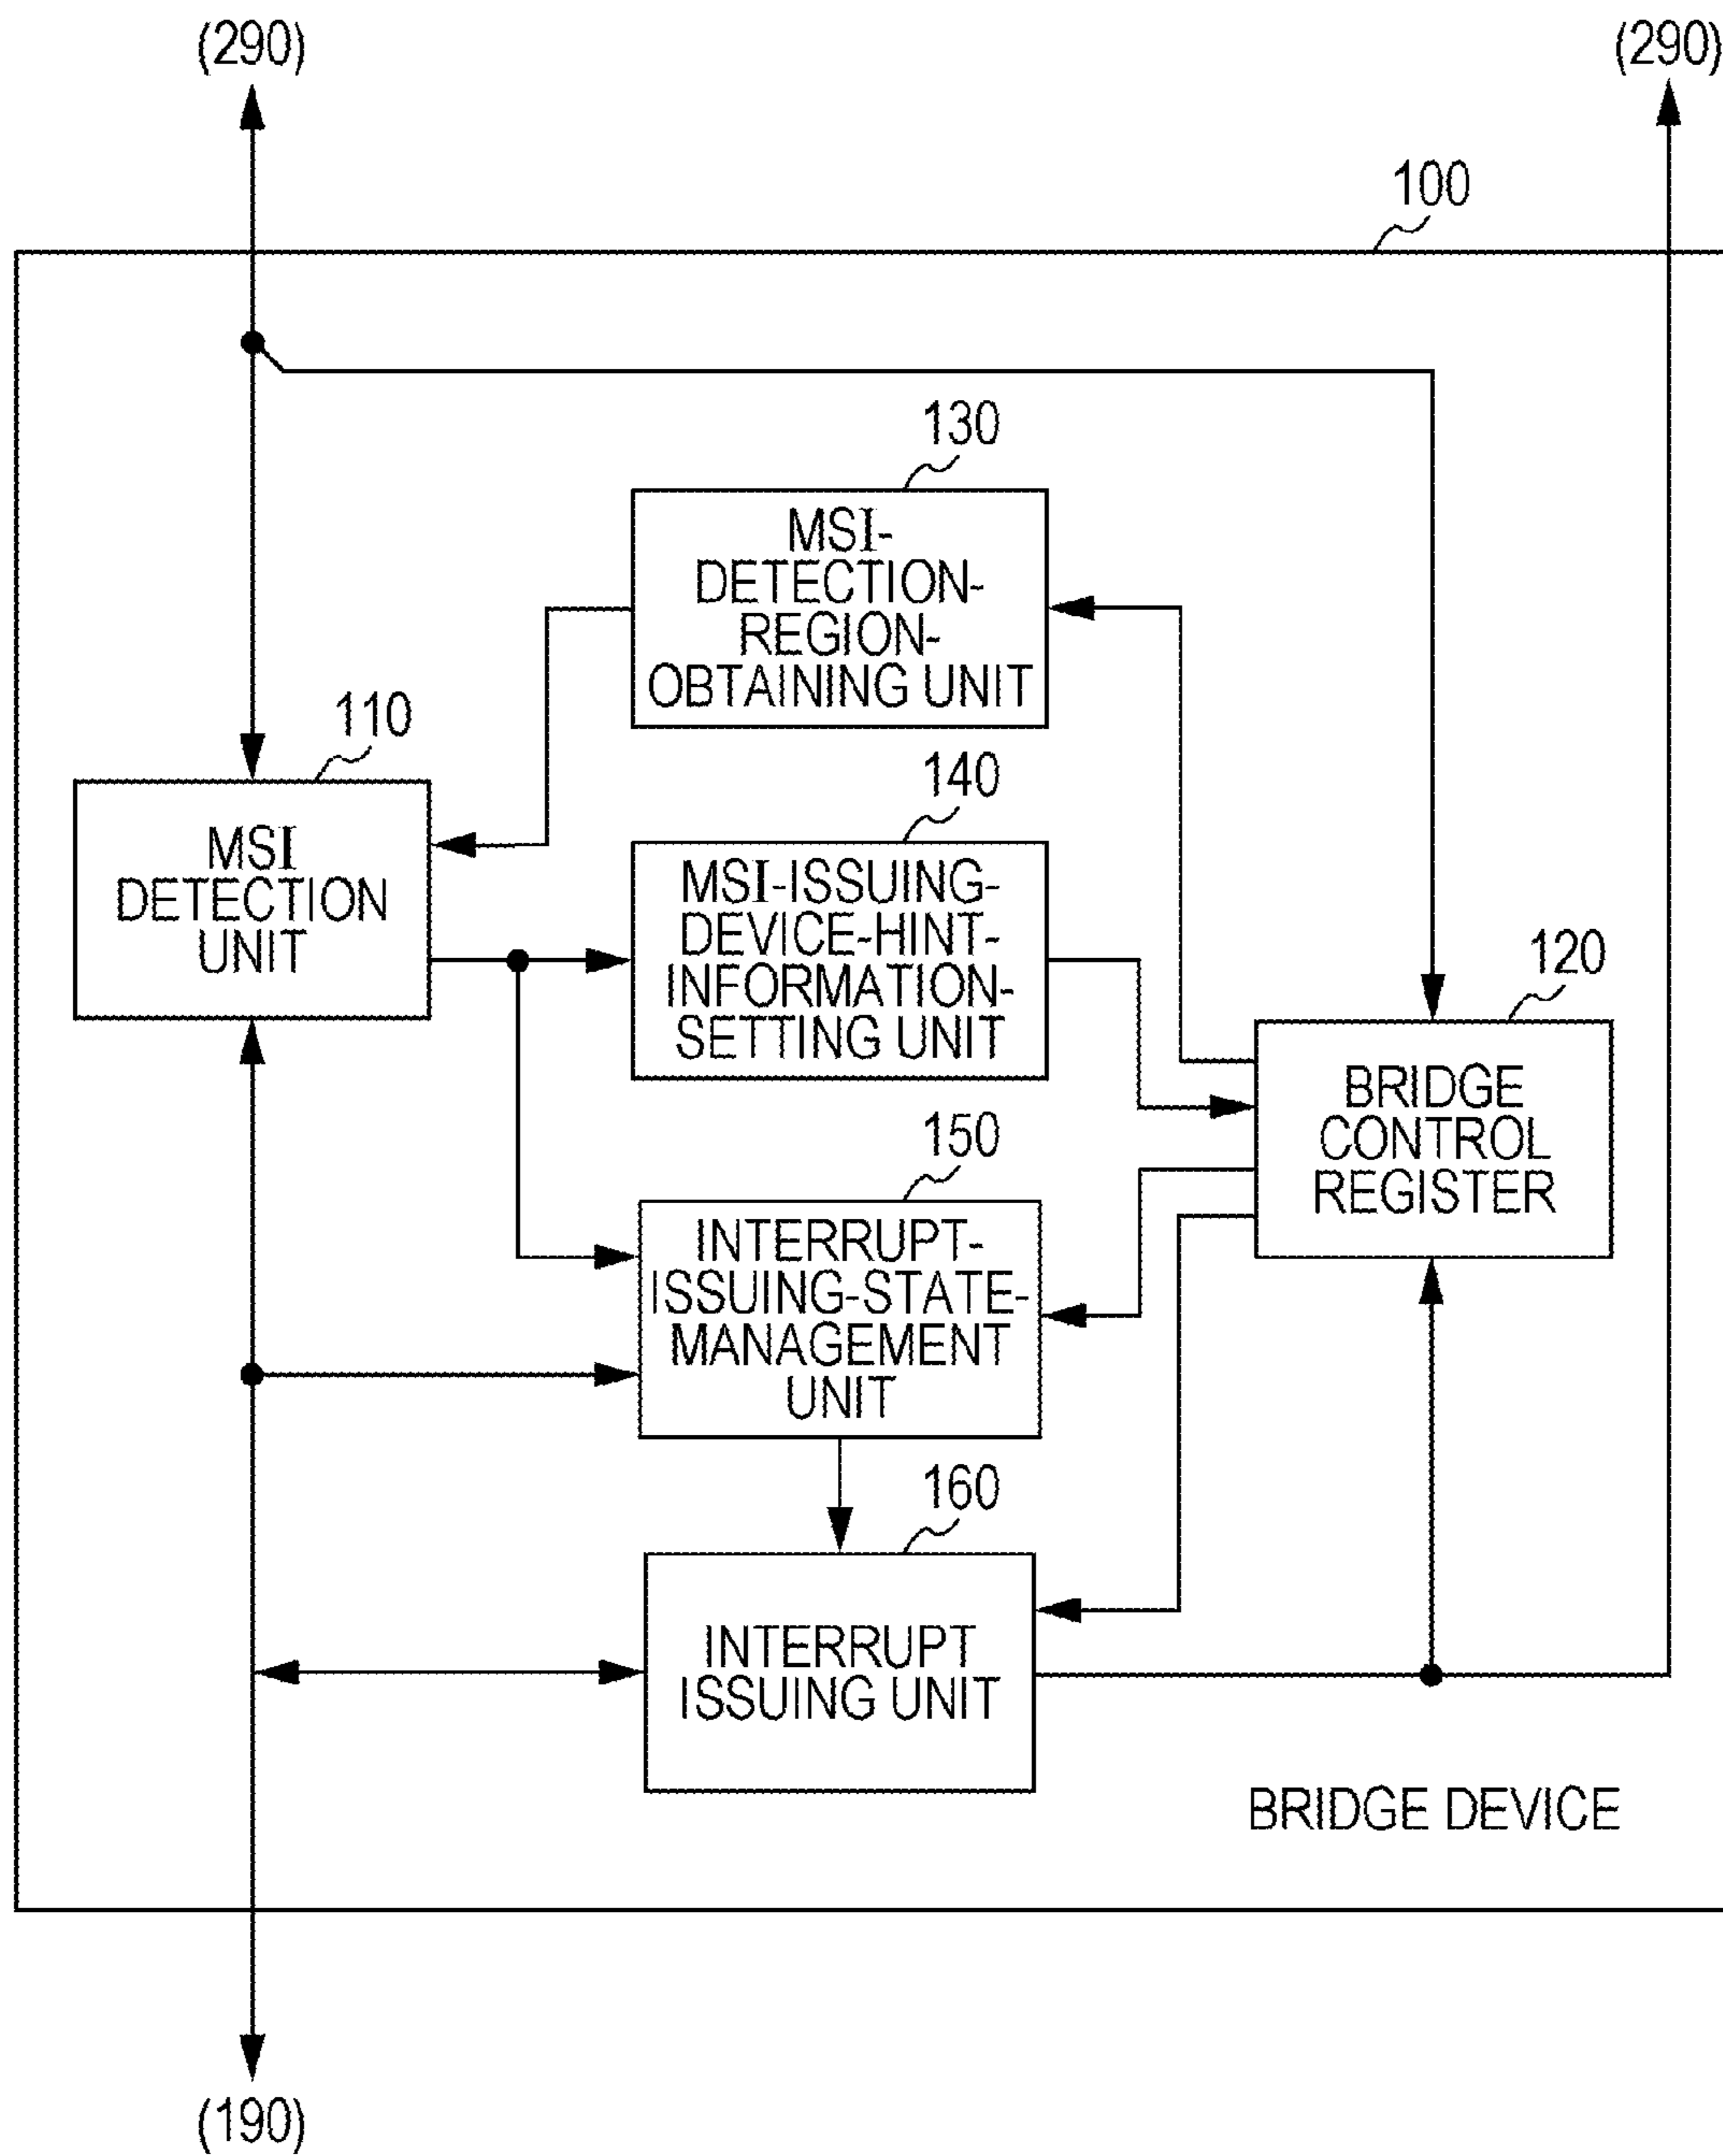 (290)
(290)
100
130
MSI-
DETECTION-
REGION-
OBTAINING UNIT
110
MSI
DETECTION
UNIT
140
MSI-ISSUING-
DEVICE-HINT-
INFORMATION-
SETTING UNIT
120
BRIDGE
CONTROL
REGISTER
150
INTERRUPT-
ISSUING-STATE-
MANAGEMENT
UNIT
160
INTERRUPT
ISSUING UNIT
BRIDGE DEVICE
(190)